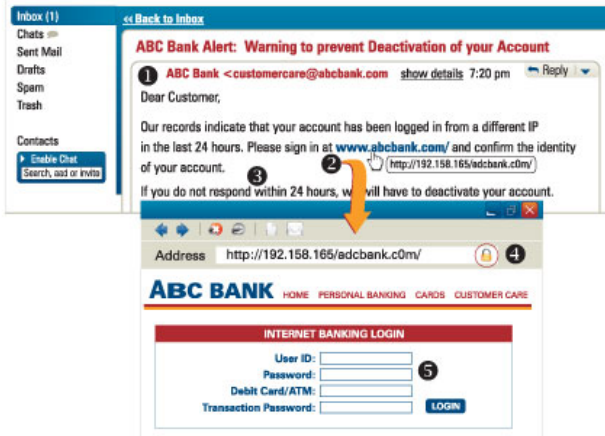 Inbox (1)
Chats
Sent Mail
Drafts
Spam
Trash
Contacts
Enable Chat
Search, aad or invite
<< Back to Inbox
ABC Bank Alert: Warning to prevent Deactivation of your Account
1 ABC Bank <customercare@abcbank.com show details 7:20 pm Reply
Dear Customer,
Our records indicate that your account has been logged in from a different IP
in the last 24 hours. Please sign in at www.abcbank.com/ and confirm the identity
of your account. 3 2 http://192.158.165/adcbank.c0m/
If you do not respond within 24 hours, we will have to deactivate your account.
Address http://192.158.165/adcbank.c0m/ 4
ABC BANK HOME PERSONAL BANKING CARDS CUSTOMER CARE
INTERNET BANKING LOGIN
User ID:
Password: 5
Debit Card/ATM:
Transaction Password: LOGIN